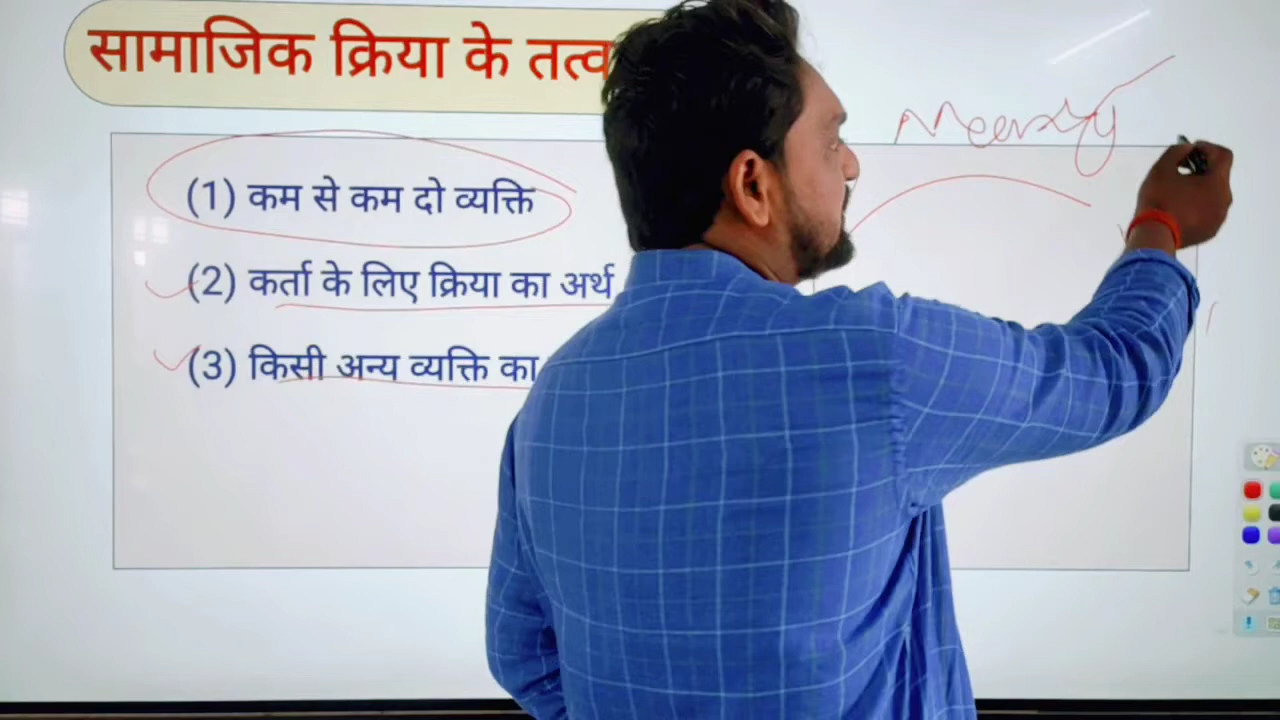 सामाजिक क्रिया के तत्व
(1) कम से कम दो व्यक्ति
(2) कर्ता के लिए क्रिया का अर्थ
(3) किसी अन्य व्यक्ति का